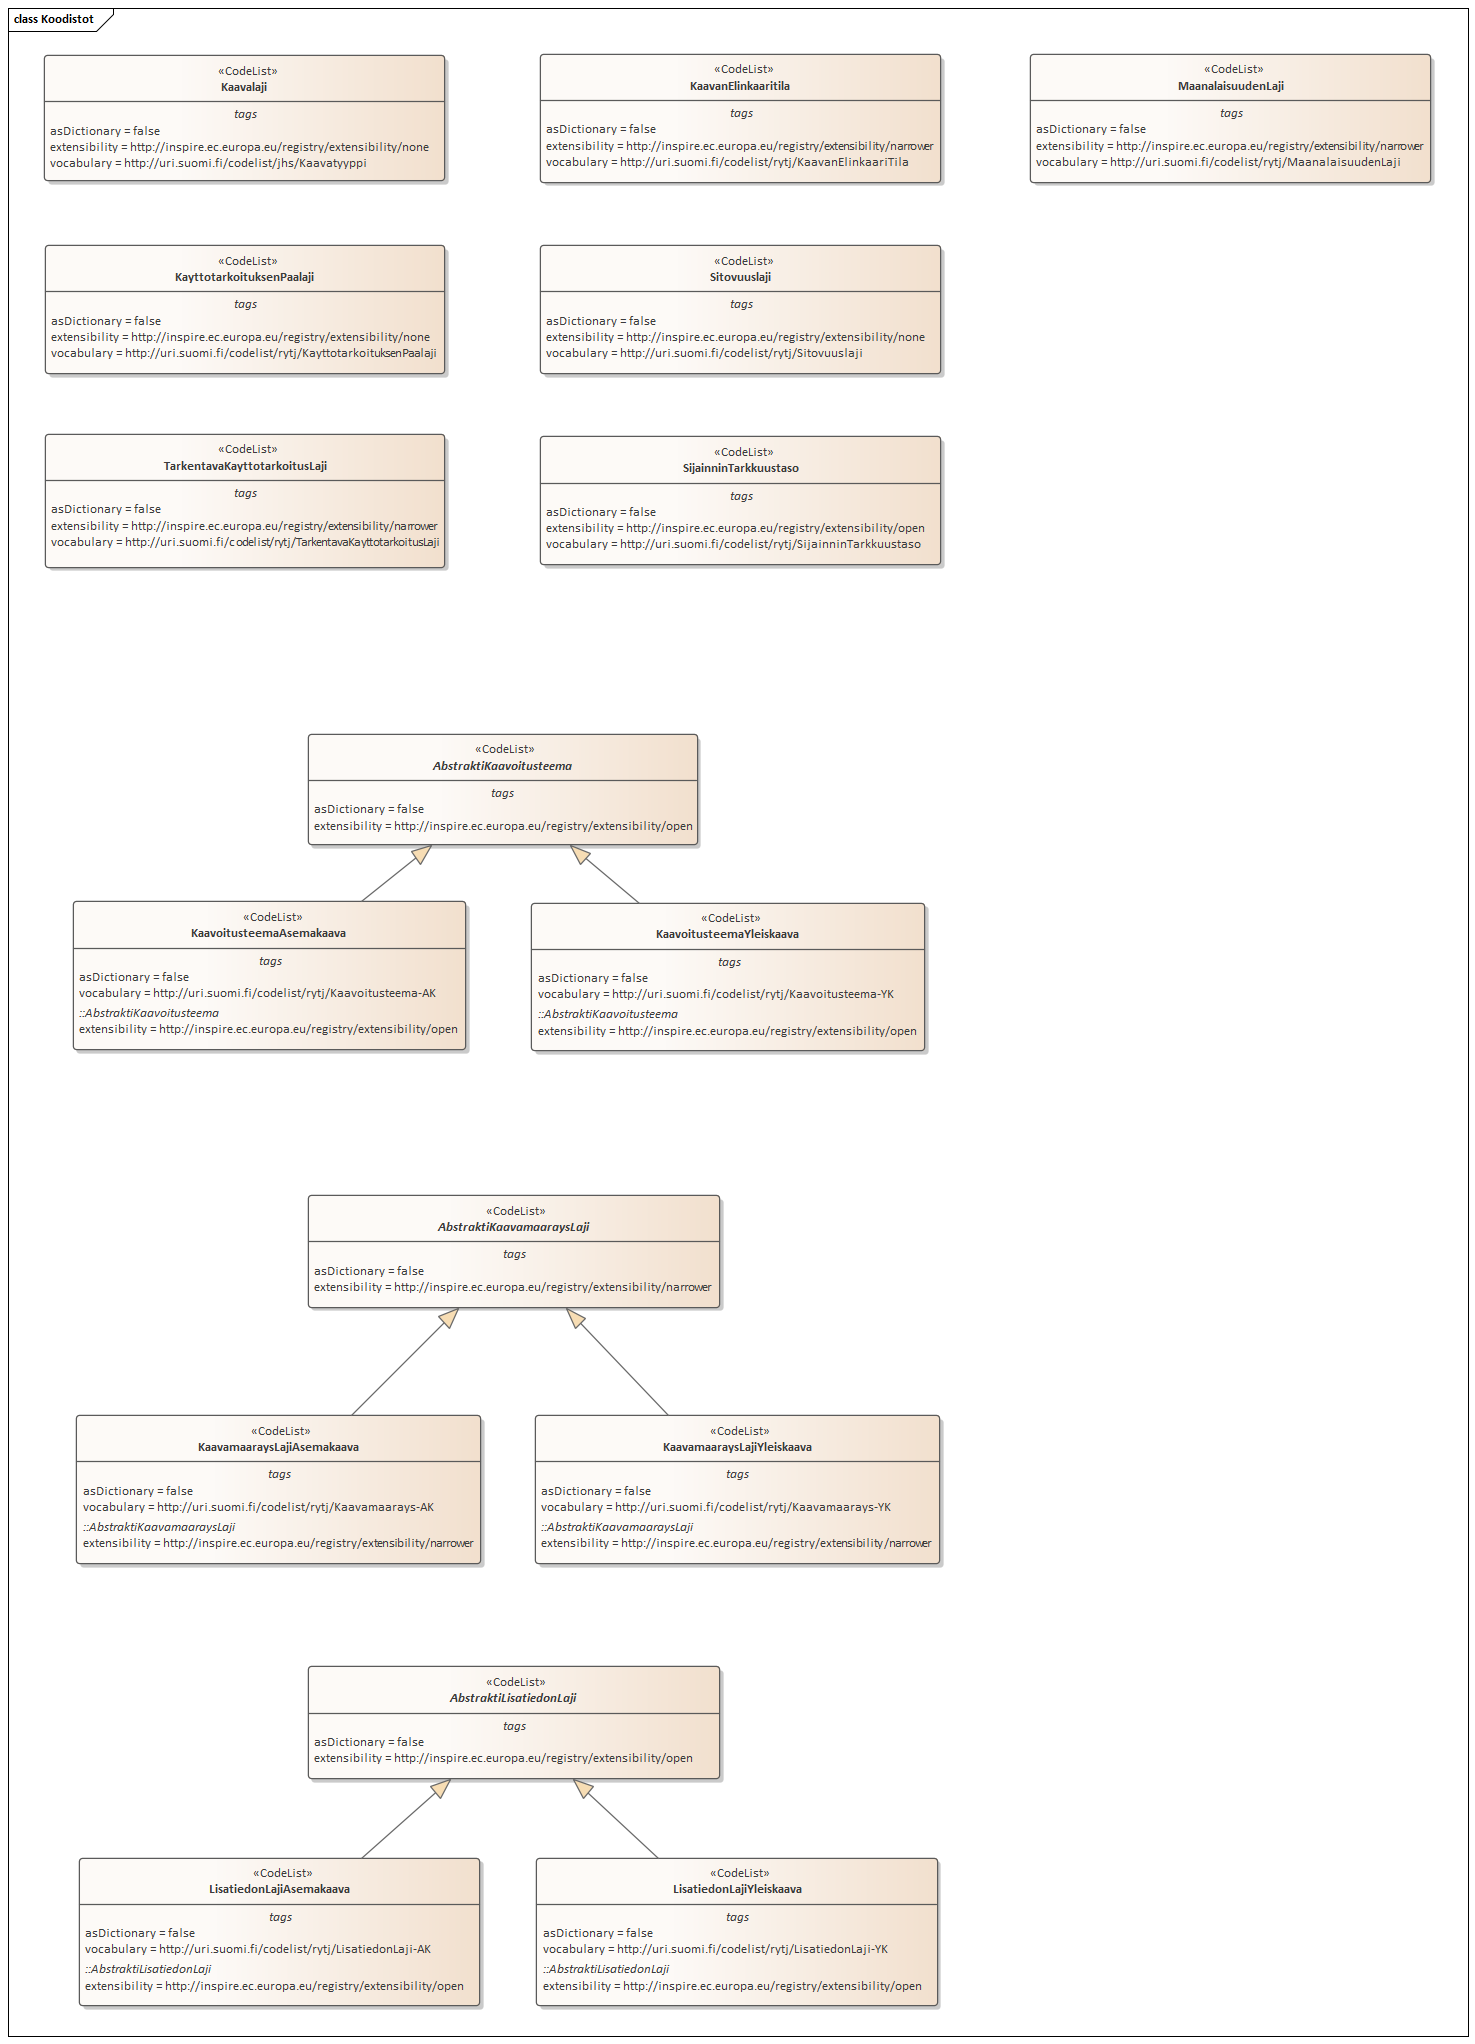 class Koodistot
«CodeList»
Kaavalaji
tags
asDictionary = false
extensibility = http://inspire.ec.europa.eu/registry/extensibility/none
vocabulary = http://uri.suomi.fi/codelist/jhs/Kaavatyyppi
«CodeList»
KaavanElinkaaritila
tags
asDictionary = false
extensibility = http://inspire.ec.europa.eu/registry/extensibility/narrower
vocabulary = http://uri.suomi.fi/codelist/rytj/KaavanElinkaariTila
«CodeList»
MaanalaisuudenLaji
tags
asDictionary = false
extensibility = http://inspire.ec.europa.eu/registry/extensibility/narrower
vocabulary = http://uri.suomi.fi/codelist/rytj/MaanalaisuudenLaji
«CodeList»
KayttotarkoituksenPaalaji
tags
asDictionary = false
extensibility = http://inspire.ec.europa.eu/registry/extensibility/none
vocabulary = http://uri.suomi.fi/codelist/rytj/KayttotarkoituksenPaalaji
«CodeList»
Sitovuuslaji
tags
asDictionary = false
extensibility = http://inspire.ec.europa.eu/registry/extensibility/none
vocabulary = http://uri.suomi.fi/codelist/rytj/Sitovuuslaji
«CodeList»
TarkentavaKayttotarkoitusLaji
tags
asDictionary = false
extensibility = http://inspire.ec.europa.eu/registry/extensibility/narrower
vocabulary = http://uri.suomi.fi/codelist/rytj/TarkentavaKayttotarkoitusLaji
«CodeList»
SijainninTarkkuustaso
tags
asDictionary = false
extensibility = http://inspire.ec.europa.eu/registry/extensibility/open
vocabulary = http://uri.suomi.fi/codelist/rytj/SijainninTarkkuustaso
«CodeList»
AbstraktiKaavoitusteema
tags
asDictionary = false
extensibility = http://inspire.ec.europa.eu/registry/extensibility/open
«CodeList»
KaavoitusteemaAsemakaava
tags
asDictionary = false
vocabulary = http://uri.suomi.fi/codelist/rytj/Kaavoitusteema-AK
::AbstraktiKaavoitusteema
extensibility = http://inspire.ec.europa.eu/registry/extensibility/open
«CodeList»
KaavoitusteemaYleiskaava
tags
asDictionary = false
vocabulary = http://uri.suomi.fi/codelist/rytj/Kaavoitusteema-YK
::AbstraktiKaavoitusteema
extensibility = http://inspire.ec.europa.eu/registry/extensibility/open
«CodeList»
AbstraktiKaavamaaraysLaji
tags
asDictionary = false
extensibility = http://inspire.ec.europa.eu/registry/extensibility/narrower
«CodeList»
KaavamaaraysLajiAsemakaava
tags
asDictionary = false
vocabulary = http://uri.suomi.fi/codelist/rytj/Kaavamaarays-AK
::AbstraktiKaavamaaraysLaji
extensibility = http://inspire.ec.europa.eu/registry/extensibility/narrower
«CodeList»
KaavamaaraysLajiYleiskaava
tags
asDictionary = false
vocabulary = http://uri.suomi.fi/codelist/rytj/Kaavamaarays-YK
::AbstraktiKaavamaaraysLaji
extensibility = http://inspire.ec.europa.eu/registry/extensibility/narrower
«CodeList»
AbstraktiLisatiedonLaji
tags
asDictionary = false
extensibility = http://inspire.ec.europa.eu/registry/extensibility/open
«CodeList»
LisatiedonLajiAsemakaava
tags
asDictionary = false
vocabulary = http://uri.suomi.fi/codelist/rytj/LisatiedonLaji-AK
::AbstraktiLisatiedonLaji
extensibility = http://inspire.ec.europa.eu/registry/extensibility/open
«CodeList»
LisatiedonLajiYleiskaava
tags
asDictionary = false
vocabulary = http://uri.suomi.fi/codelist/rytj/LisatiedonLaji-YK
::AbstraktiLisatiedonLaji
extensibility = http://inspire.ec.europa.eu/registry/extensibility/open